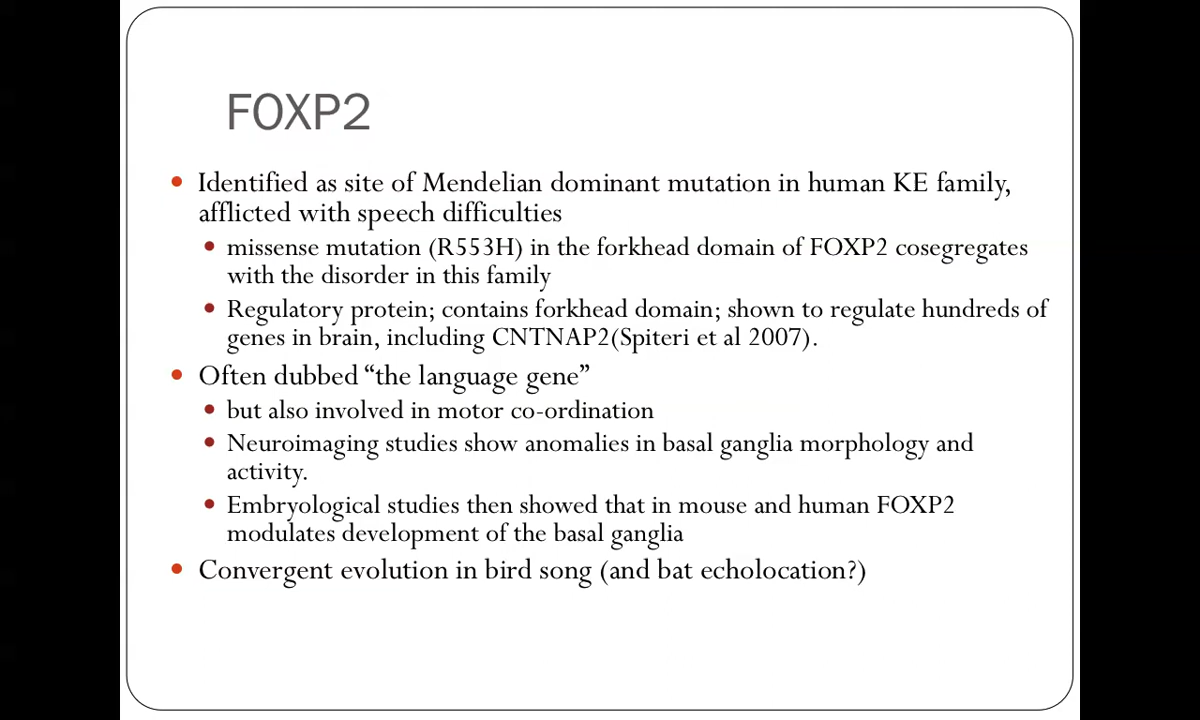 FOXP2
• Identified as site of Mendelian dominant mutation in human KE family,
afflicted with speech difficulties
• missense mutation (R553H) in the forkhead domain of FOXP2 cosegregates
with the disorder in this family
• Regulatory protein; contains forkhead domain; shown to regulate hundreds of
genes in brain, including CNTNAP2(Spiteri et al 2007).
• Often dubbed “the language gene”
• but also involved in motor co-ordination
• Neuroimaging studies show anomalies in basal ganglia morphology and
activity.
• Embryological studies then showed that in mouse and human FOXP2
modulates development of the basal ganglia
• Convergent evolution in bird song (and bat echolocation?)